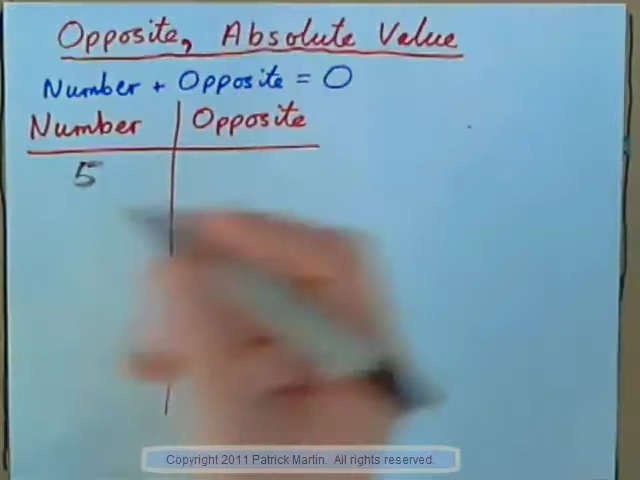 Opposite, Absolute Value
Number + Opposite = 0
Number Opposite
5
Copyright 2011 Patrick Martin. All rights reserved.